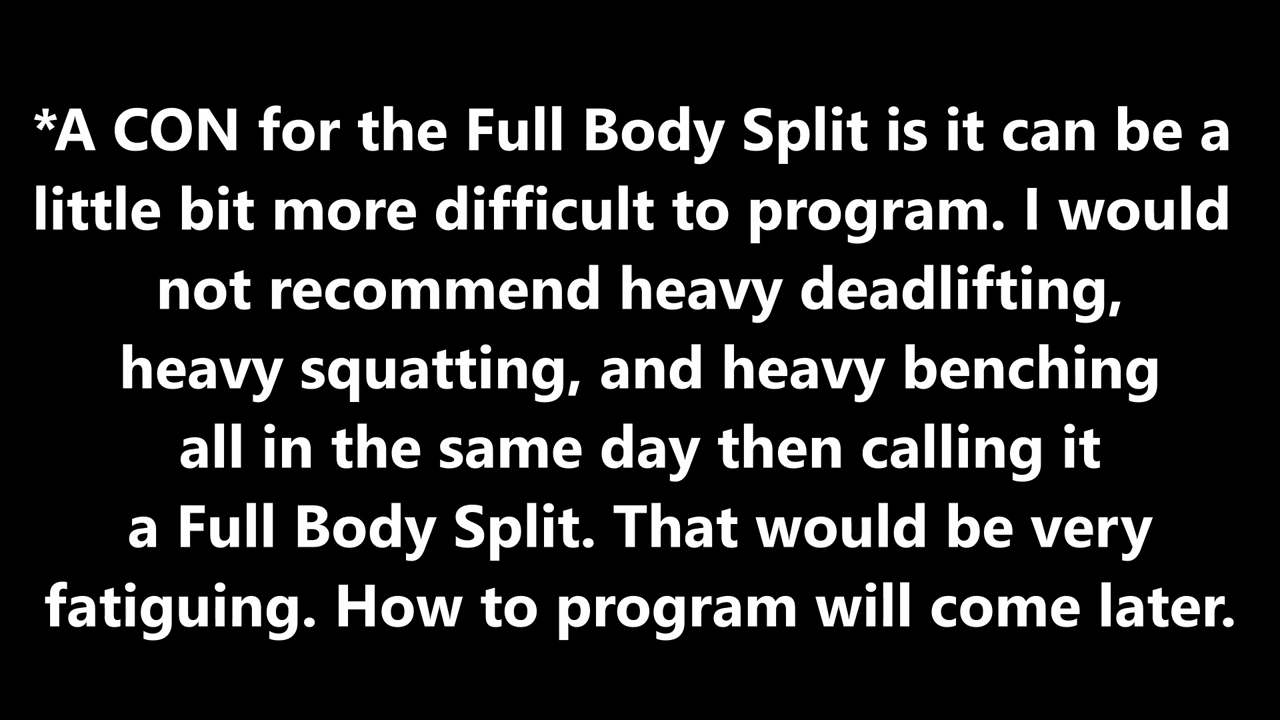 *A CON for the Full Body Split is it can be a
little bit more difficult to program. I would
not recommend heavy deadlifting,
heavy squatting, and heavy benching
all in the same day then calling it
a Full Body Split. That would be very
fatiguing. How to program will come later.